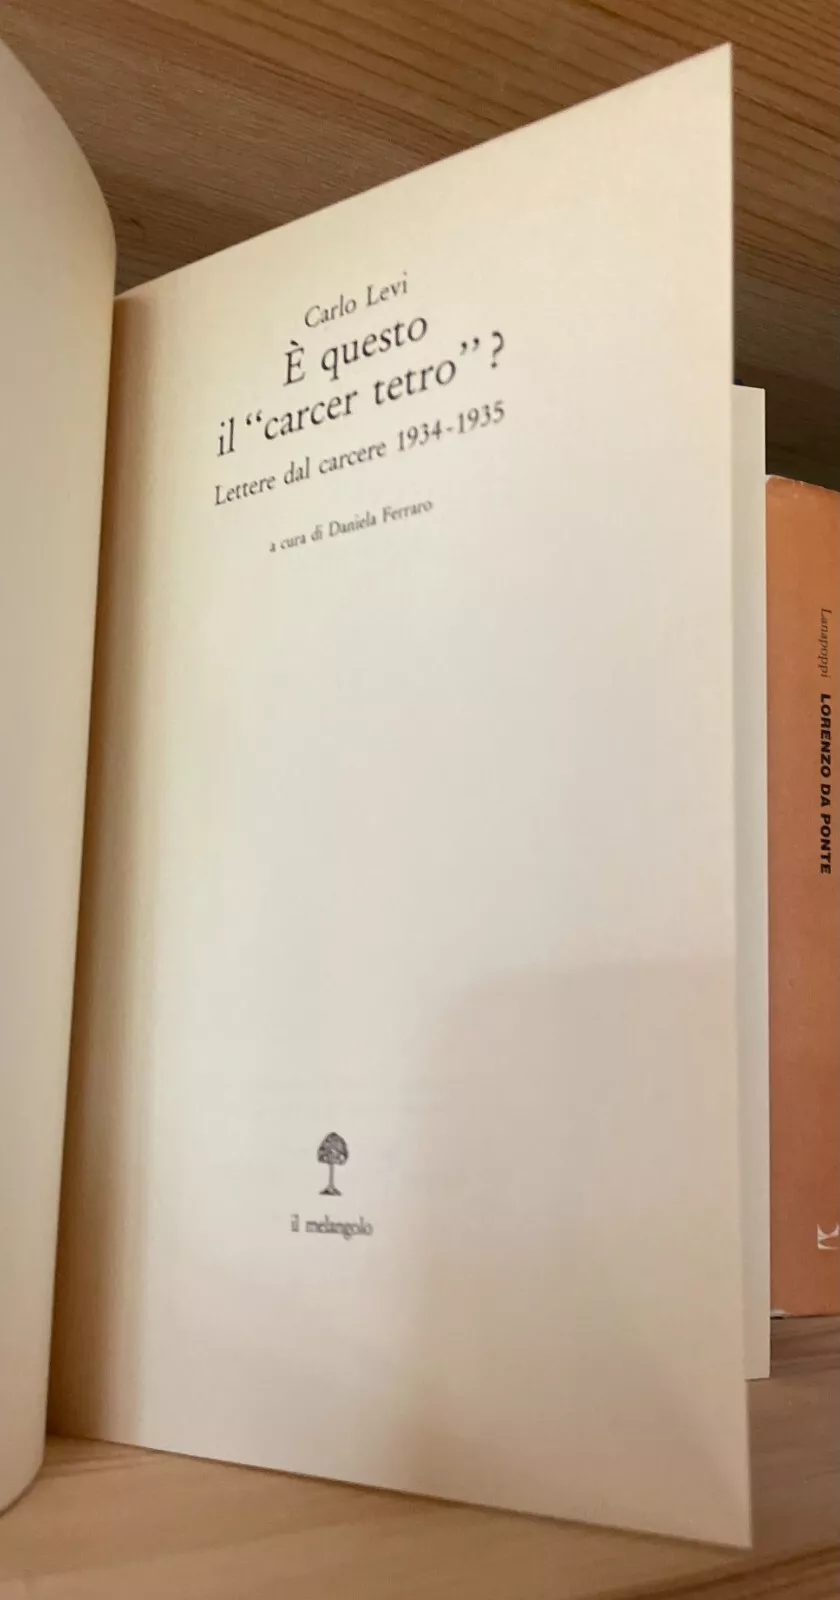 Carlo Levi
È questo
il “carcer tetro”?
Lettere dal carcere 1934-1935
a cura di Daniela Ferraro
il melangolo
Lanapoppi LORENZO DA PONTE